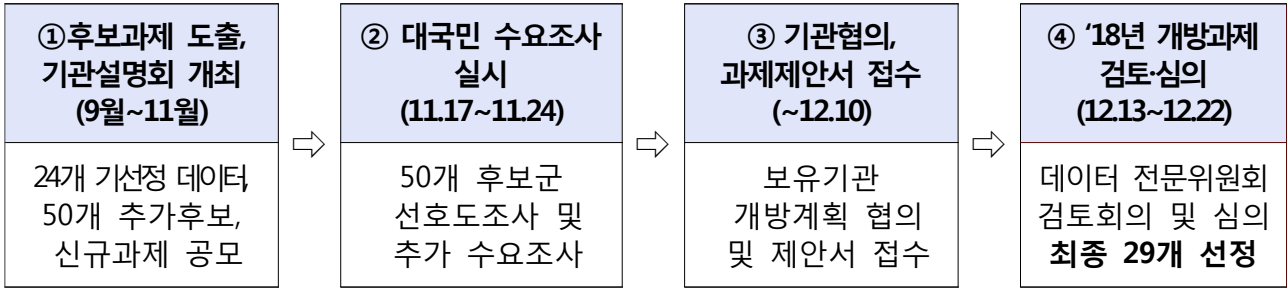 ①후보과제 도출,
기관설명회 개최
(9월~11월)
24개 기선정 데이터,
50개 추가후보,
신규과제 공모
⇨
② 대국민 수요조사
실시
(11.17~11.24)
50개 후보군
선호도조사 및
추가 수요조사
⇨
③ 기관협의,
과제제안서 접수
(~12.10)
보유기관
개방계획 협의
및 제안서 접수
⇨
④ ‘18년 개방과제
검토·심의
(12.13~12.22)
데이터 전문위원회
검토회의 및 심의
최종 29개 선정